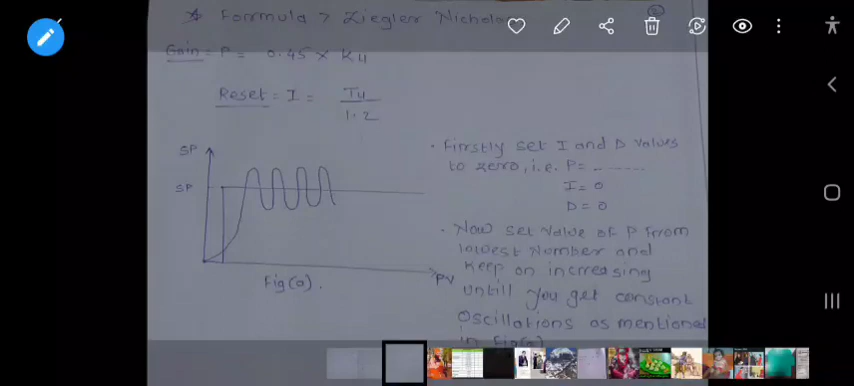 * Formula > Ziegler Nichols
Gain = P = 0.45 × Ku
Reset = I = Tu
1.2
SP
SP
PV
Fig(a).
• Firstly set I and D values
to zero, i.e. P= - ------
I = 0
D = 0
• Now set value of P from
lowest Number and
keep on increasing
untill you get constant
oscillations as mentioned
in Fig(a)